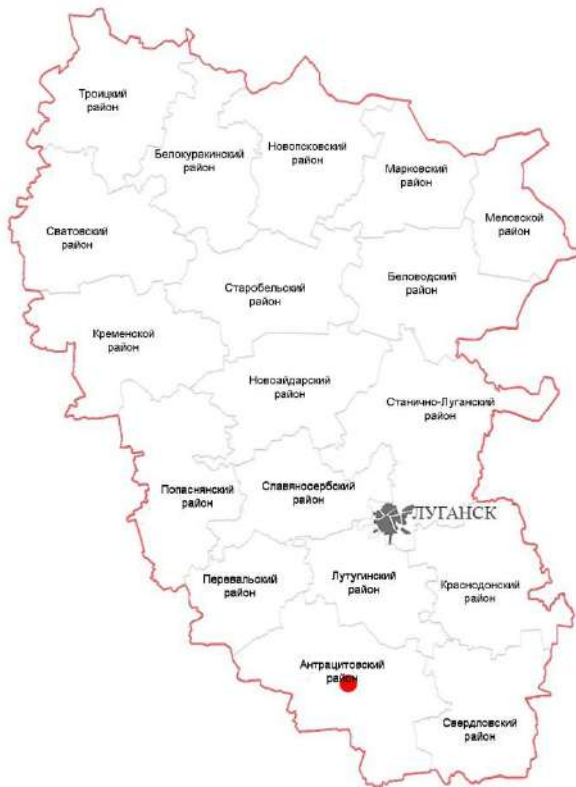 Троицкий
район
Белокуракинский
район
Новопсковский
район
Марковский
район
Меловской
район
Сватовский
район
Старобельский
район
Беловодский
район
Кременской
район
Новоайдарский
район
Станично-Луганский
район
Попаснянский
район
Славяносербский
район
ЛУГАНСК
Перевальский
район
Лутугинский
район
Краснодонский
район
Антрацитовский
район
Свердловский
район